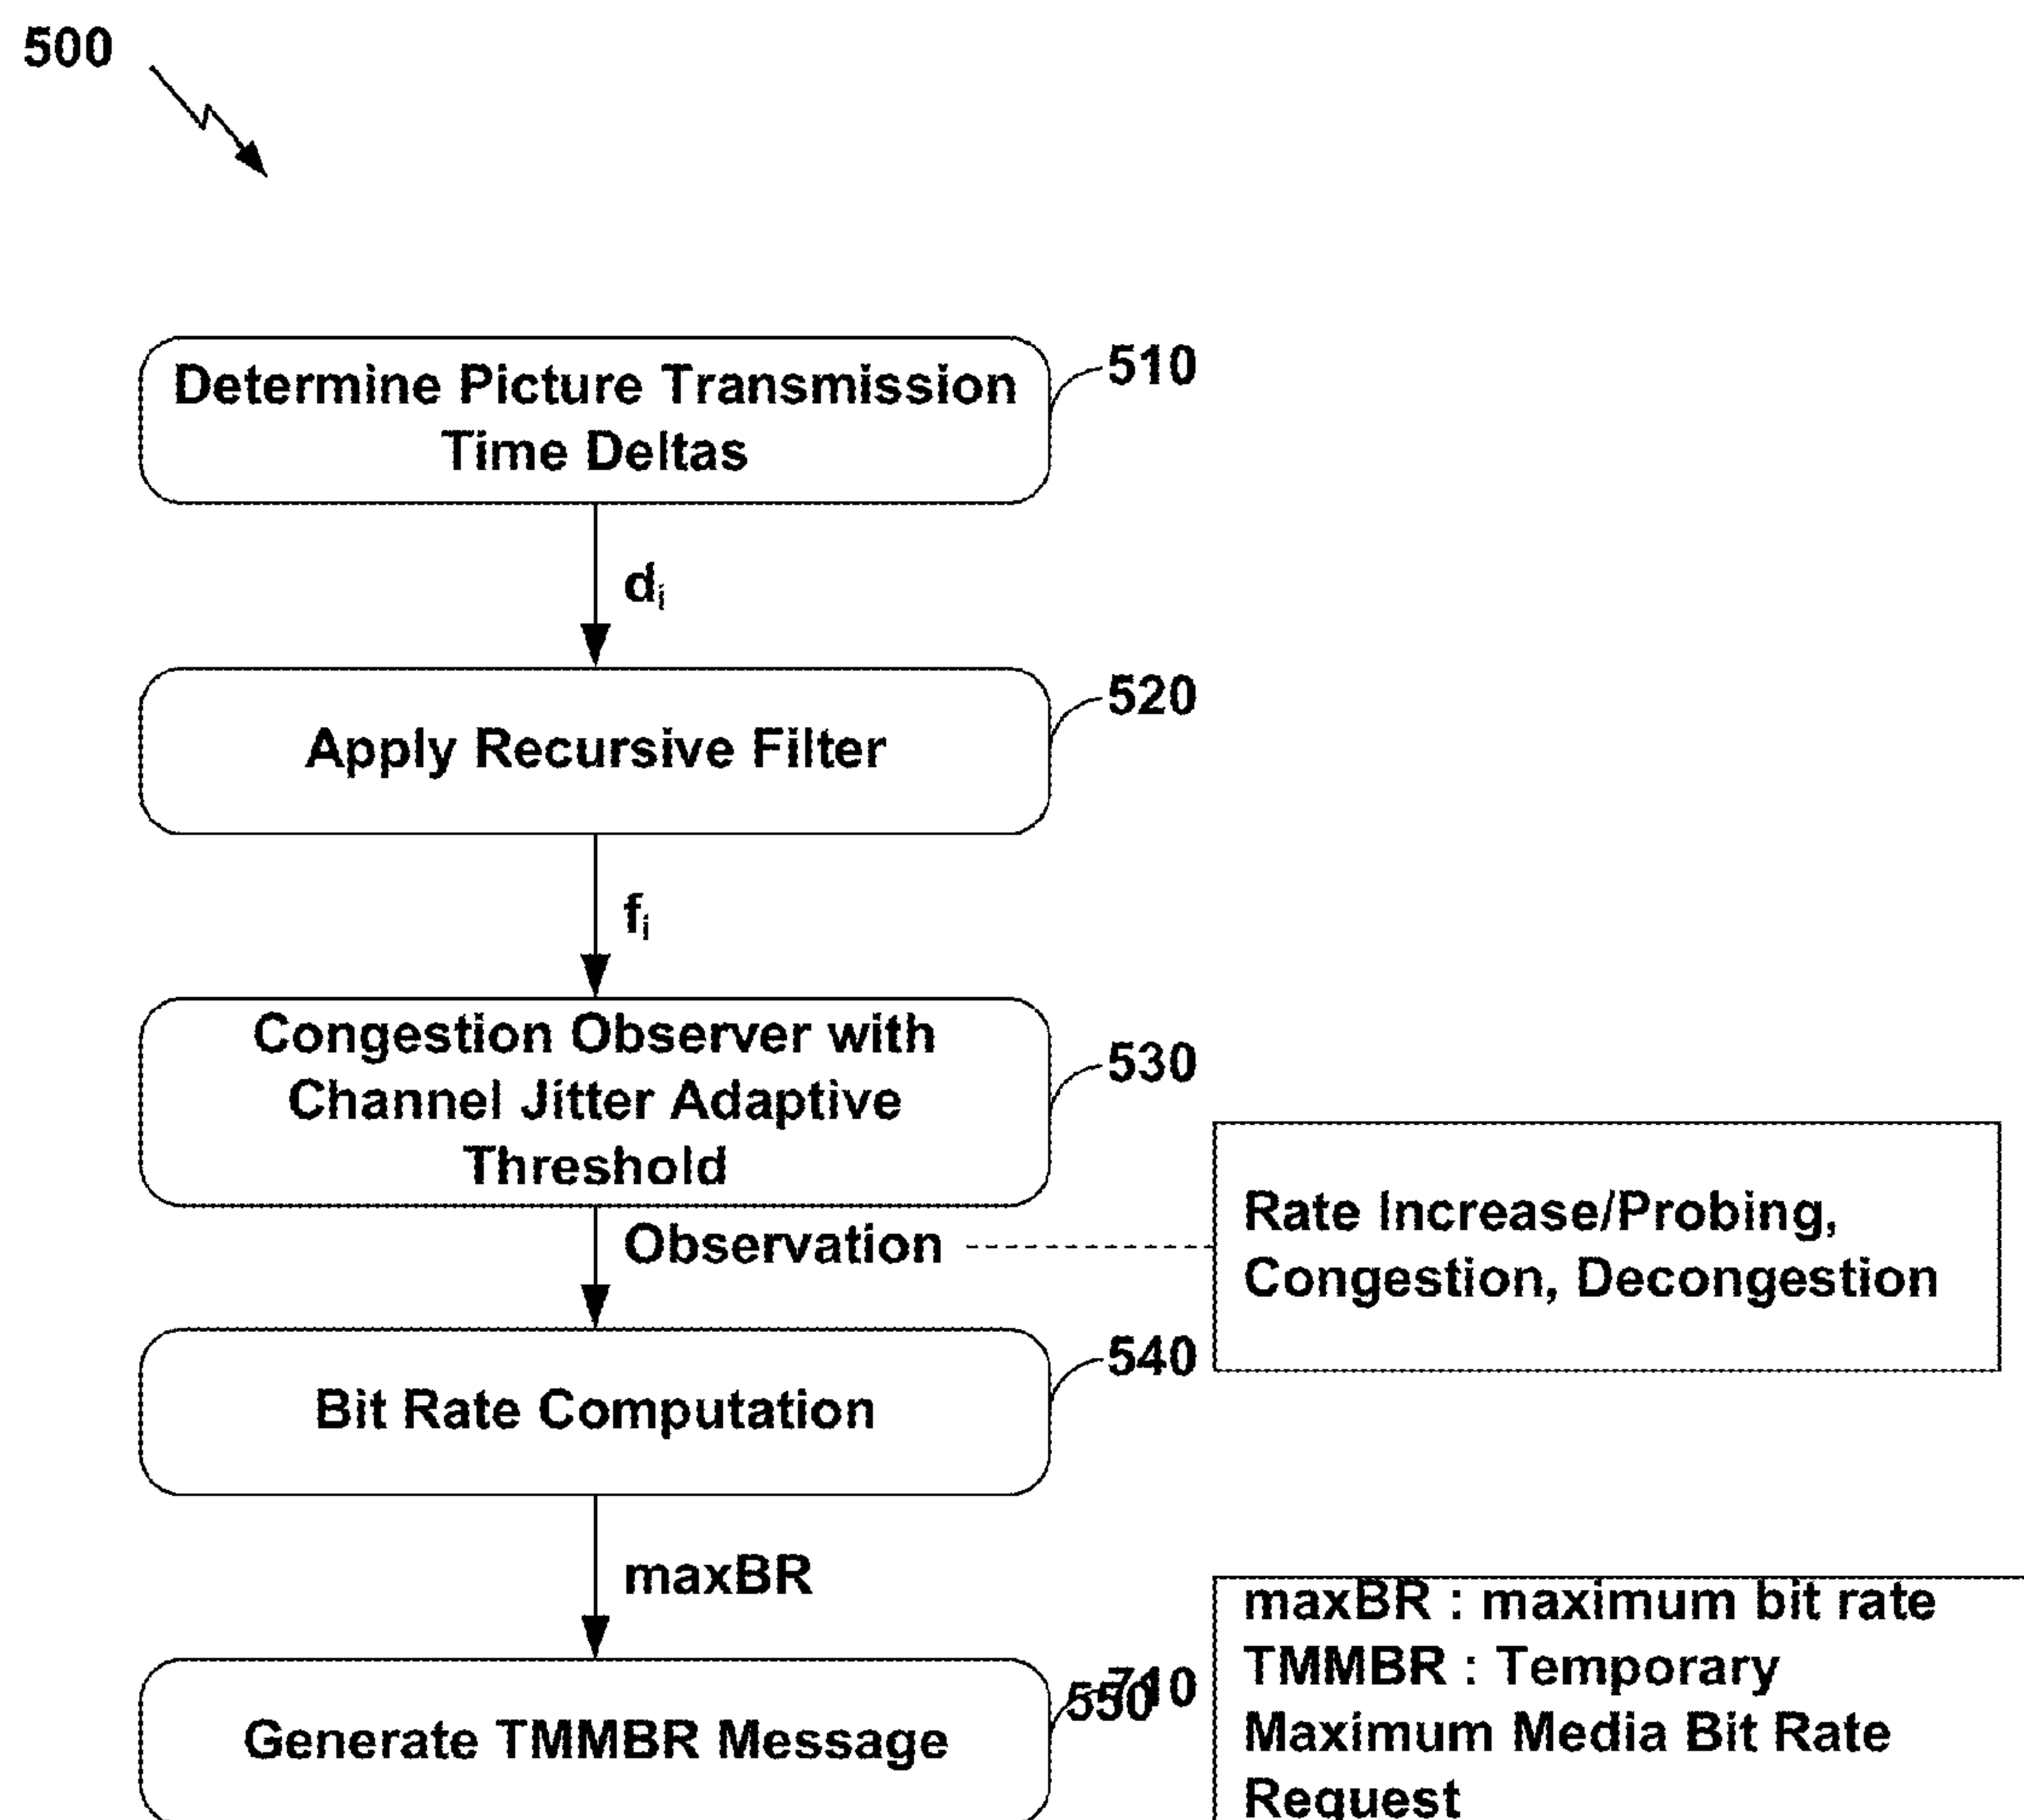 500
Determine Picture Transmission
Time Deltas
510
di
Apply Recursive Filter
520
fi
Congestion Observer with
Channel Jitter Adaptive
Threshold
530
Observation
Rate Increase/Probing,
Congestion, Decongestion
Bit Rate Computation
540
maxBR
Generate TMMBR Message
550
710
maxBR : maximum bit rate
TMMBR : Temporary
Maximum Media Bit Rate
Request